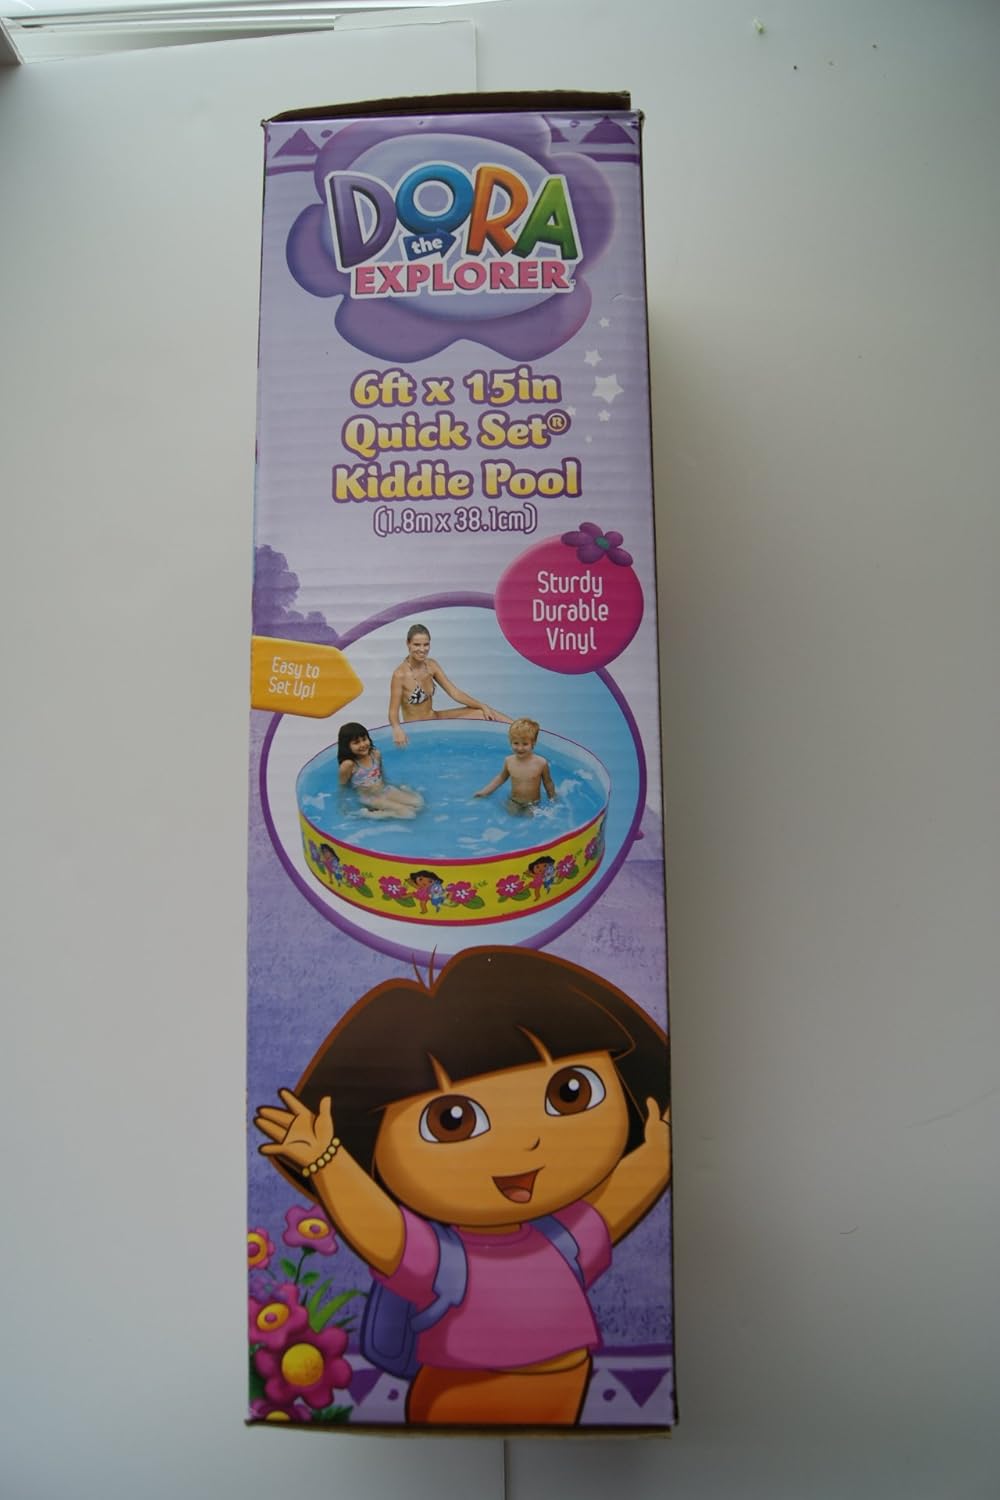 DORA
the
EXPLORER
6ft x 15in
Quick Set®
Kiddie Pool
(1.8m x 38.1cm)
Sturdy
Durable
Vinyl
Easy to
Set Up!